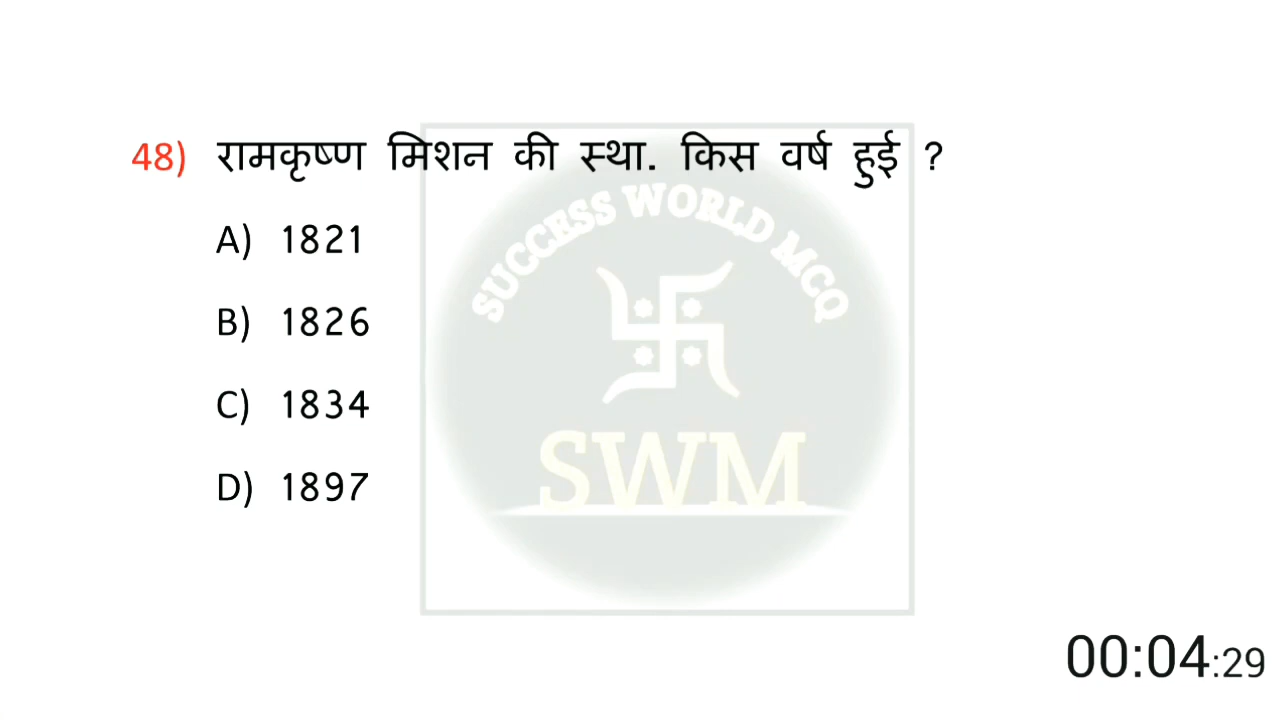 48) रामकृष्ण मिशन की स्था. किस वर्ष हुई ?
SUCCESS WORLD MCQ
A) 1821
B) 1826
C) 1834
SWM
D) 1897
00:04:29